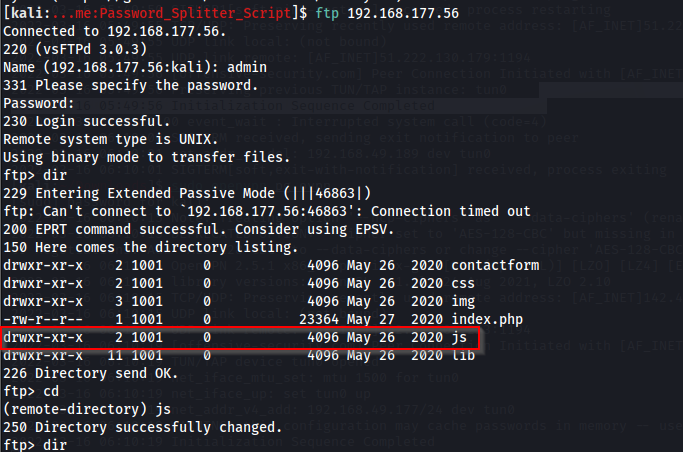 [kali:...me:Password_Splitter_Script]$ ftp 192.168.177.56
Connected to 192.168.177.56.
220 (vsFTPd 3.0.3)
Name (192.168.177.56:kali): admin
331 Please specify the password.
Password:
230 Login successful.
Remote system type is UNIX.
Using binary mode to transfer files.
ftp> dir
229 Entering Extended Passive Mode (|||46863|)
ftp: Can't connect to `192.168.177.56:46863': Connection timed out
200 EPRT command successful. Consider using EPSV.
150 Here comes the directory listing.
drwxr-xr-x    2 1001     0            4096 May 26  2020 contactform
drwxr-xr-x    2 1001     0            4096 May 26  2020 css
drwxr-xr-x    3 1001     0            4096 May 26  2020 img
-rw-r--r--    1 1001     0           23364 May 27  2020 index.php
drwxr-xr-x    2 1001     0            4096 May 26  2020 js
drwxr-xr-x   11 1001     0            4096 May 26  2020 lib
226 Directory send OK.
ftp> cd
(remote-directory) js
250 Directory successfully changed.
ftp> dir